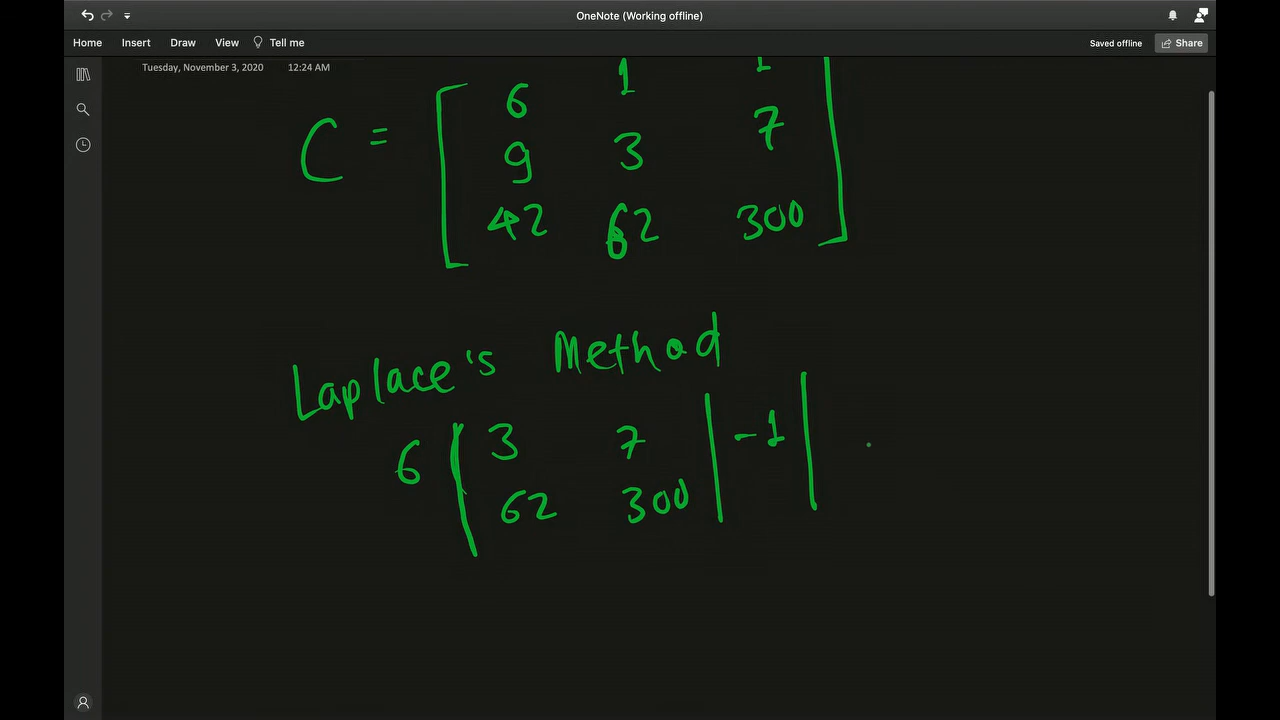 OneNote (Working offline)
Home Insert Draw View Tell me Saved offline Share
Tuesday, November 3, 2020 12:24 AM
C = [ 6 1 1
9 3 7
42 62 300 ]
Laplace's Method
6 | 3 7 | -1 |
62 300